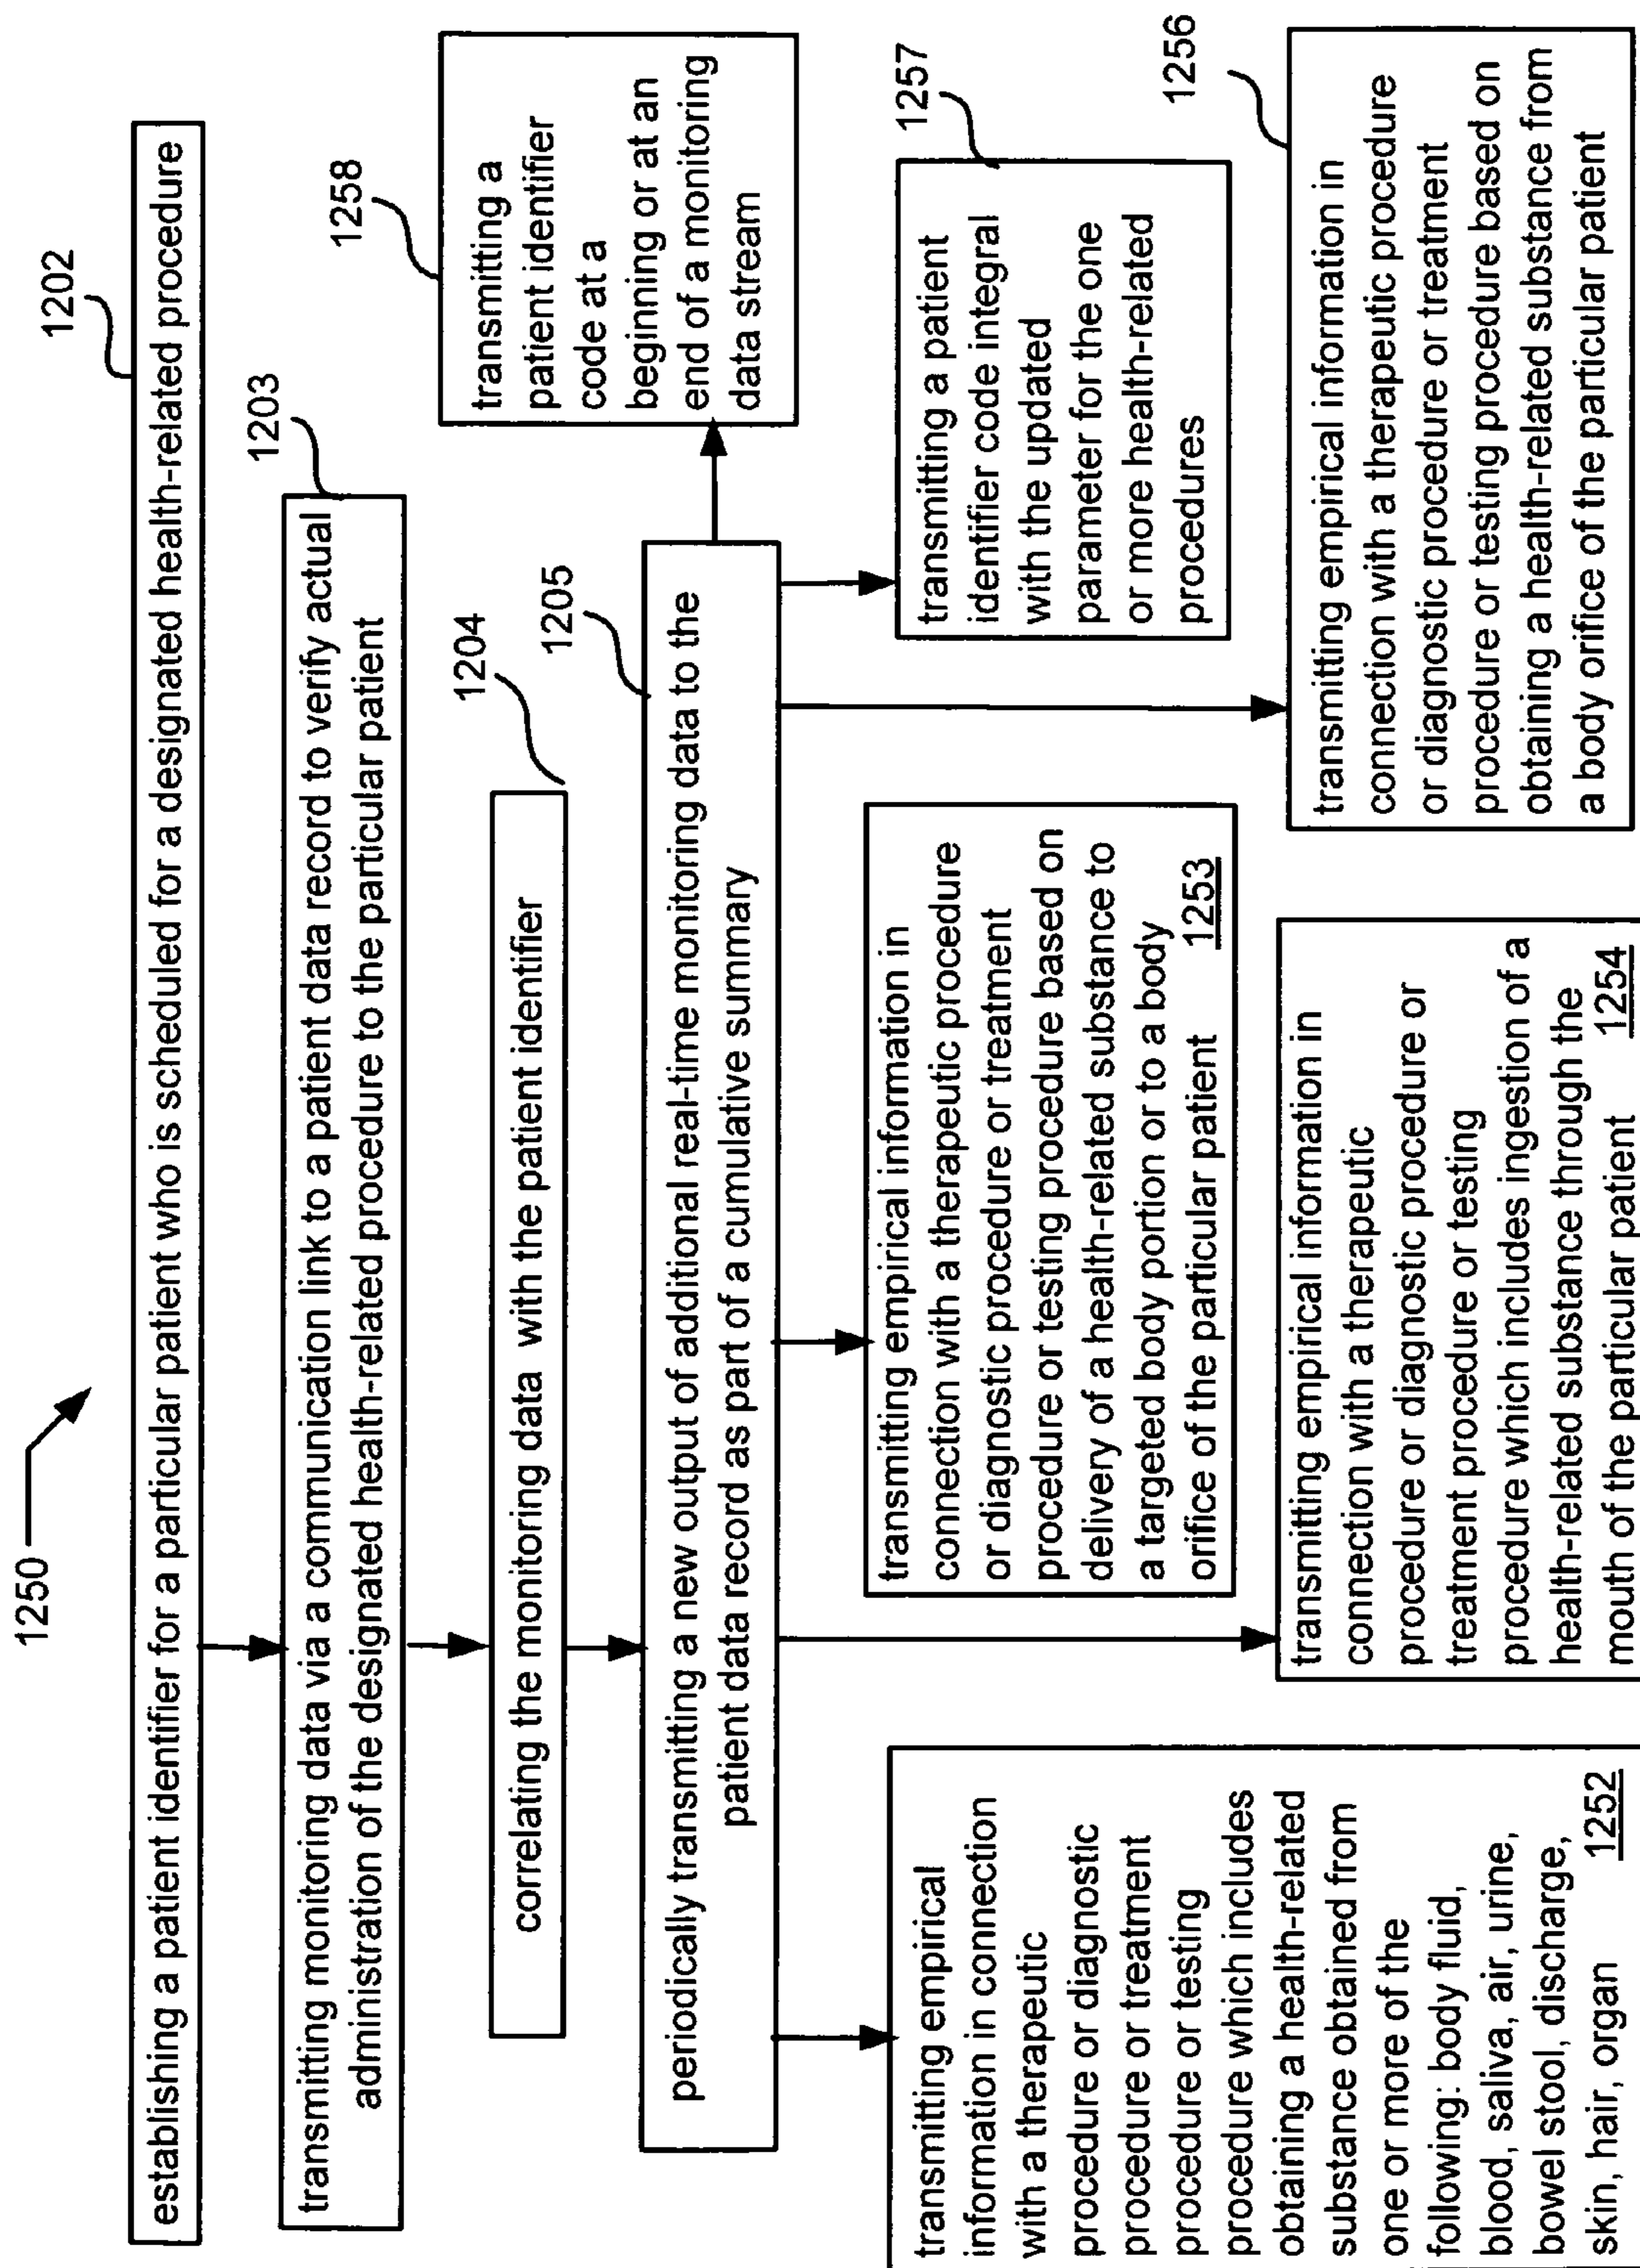 1250
1202
establishing a patient identifier for a particular patient who is scheduled for a designated health-related procedure
1203
transmitting monitoring data via a communication link to a patient data record to verify actual
administration of the designated health-related procedure to the particular patient
1204
correlating the monitoring data with the patient identifier
1205
periodically transmitting a new output of additional real-time monitoring data to the
patient data record as part of a cumulative summary
1258
transmitting a
patient identifier
code at a
beginning or at an
end of a monitoring
data stream
1257
transmitting a patient
identifier code integral
with the updated
parameter for the one
or more health-related
procedures
1256
transmitting empirical information in
connection with a therapeutic procedure
or diagnostic procedure or treatment
procedure or testing procedure based on
obtaining a health-related substance from
a body orifice of the particular patient
transmitting empirical information in
connection with a therapeutic procedure
or diagnostic procedure or treatment
procedure or testing procedure based on
delivery of a health-related substance to
a targeted body portion or to a body
orifice of the particular patient 1253
transmitting empirical information in
connection with a therapeutic
procedure or diagnostic procedure or
treatment procedure or testing
procedure which includes ingestion of a
health-related substance through the
mouth of the particular patient 1254
transmitting empirical
information in connection
with a therapeutic
procedure or diagnostic
procedure or treatment
procedure or testing
procedure which includes
obtaining a health-related
substance obtained from
one or more of the
following: body fluid,
blood, saliva, air, urine,
bowel stool, discharge,
skin, hair, organ 1252